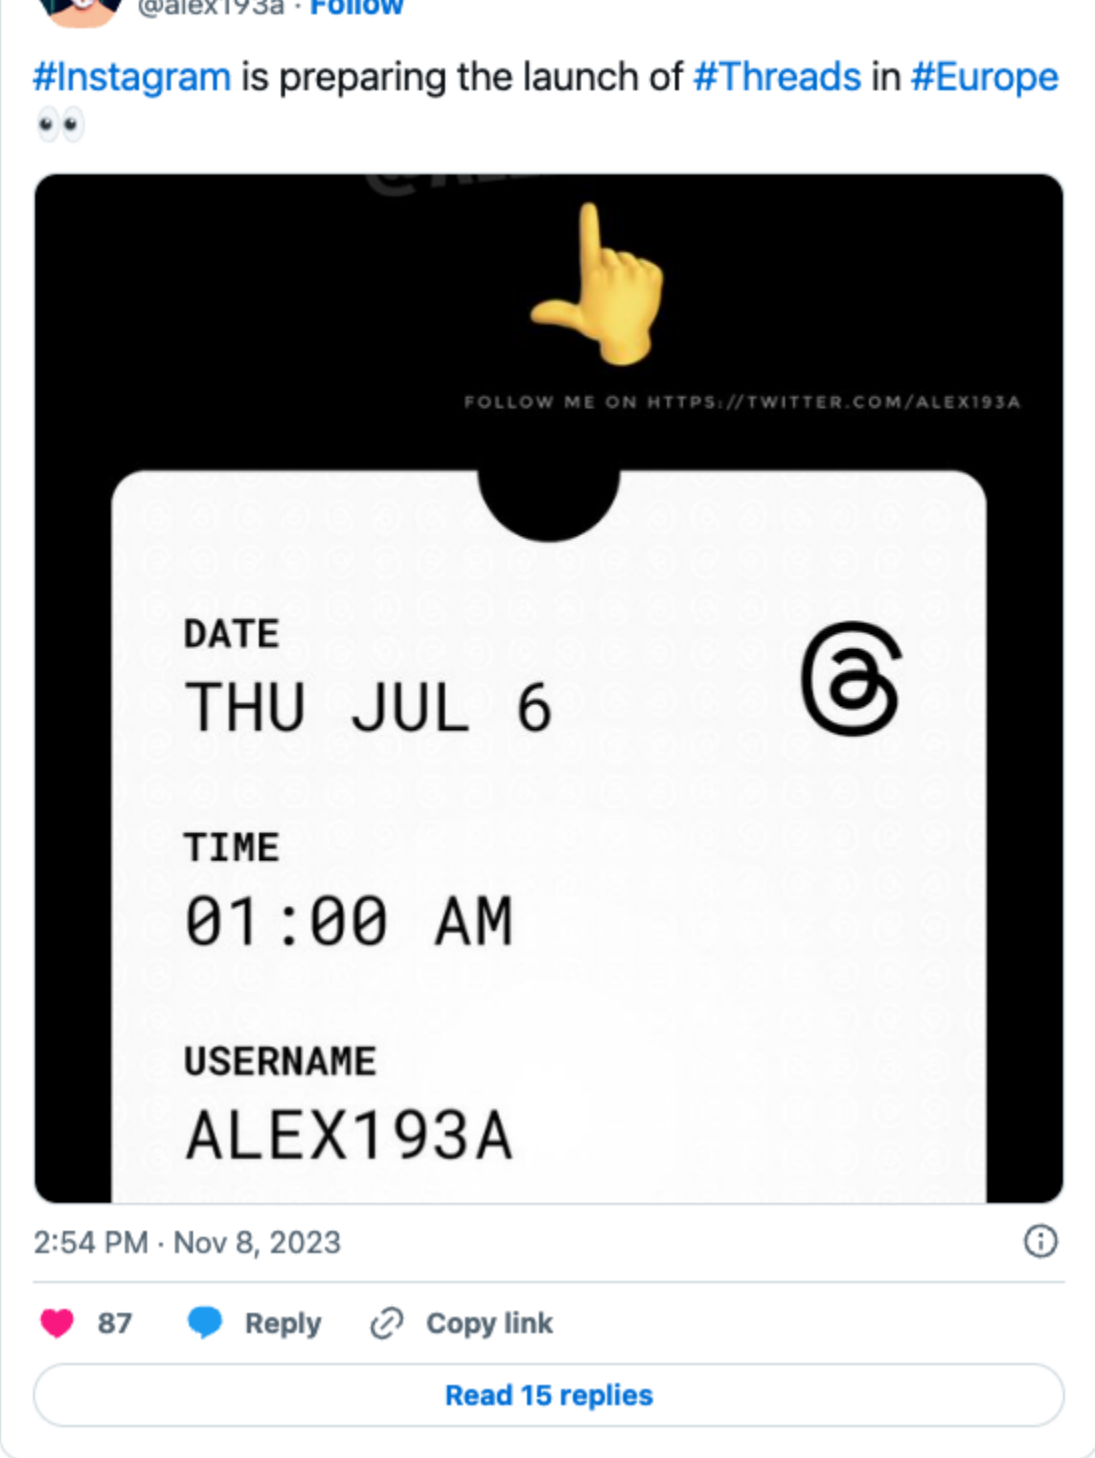 @alex193a · Follow
#Instagram is preparing the launch of #Threads in #Europe
👀
FOLLOW ME ON HTTPS://TWITTER.COM/ALEX193A
DATE
THU JUL 6
TIME
01:00 AM
USERNAME
ALEX193A
2:54 PM · Nov 8, 2023
87 Reply Copy link
Read 15 replies